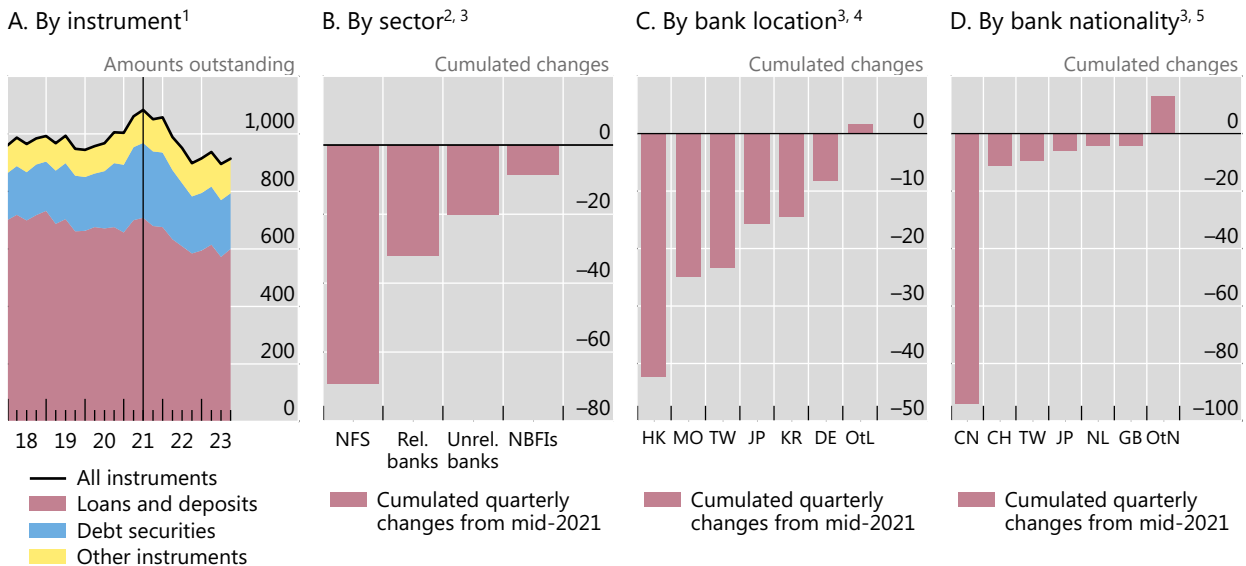 A. By instrument¹
Amounts outstanding
1,000
800
600
400
200
0
18 19 20 21 22 23
All instruments
Loans and deposits
Debt securities
Other instruments
B. By sector²˒ ³
Cumulated changes
0
–20
–40
–60
–80
NFS Rel. banks Unrel. banks NBFIs
Cumulated quarterly
changes from mid-2021
C. By bank location³˒ ⁴
Cumulated changes
0
–10
–20
–30
–40
–50
HK MO TW JP KR DE OtL
Cumulated quarterly
changes from mid-2021
D. By bank nationality³˒ ⁵
Cumulated changes
0
–20
–40
–60
–80
–100
CN CH TW JP NL GB OtN
Cumulated quarterly
changes from mid-2021